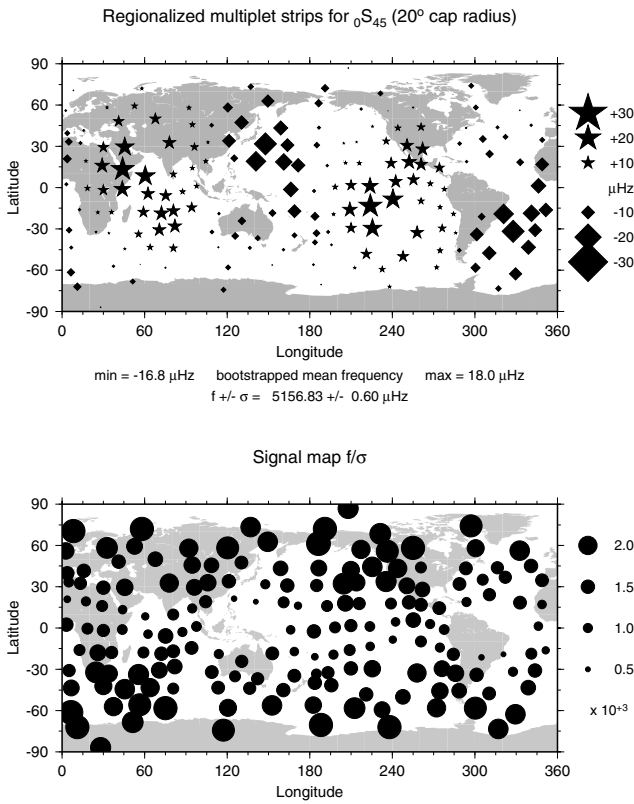 Regionalized multiplet strips for ₀S₄₅ (20° cap radius)
90
60
30
0
-30
-60
-90
Latitude
0 60 120 180 240 300 360
Longitude
+30
+20
+10
μHz
-10
-20
-30
min = -16.8 μHz bootstrapped mean frequency max = 18.0 μHz
f +/- σ = 5156.83 +/- 0.60 μHz
Signal map f/σ
90
60
30
0
-30
-60
-90
Latitude
0 60 120 180 240 300 360
Longitude
2.0
1.5
1.0
0.5
x 10⁺³